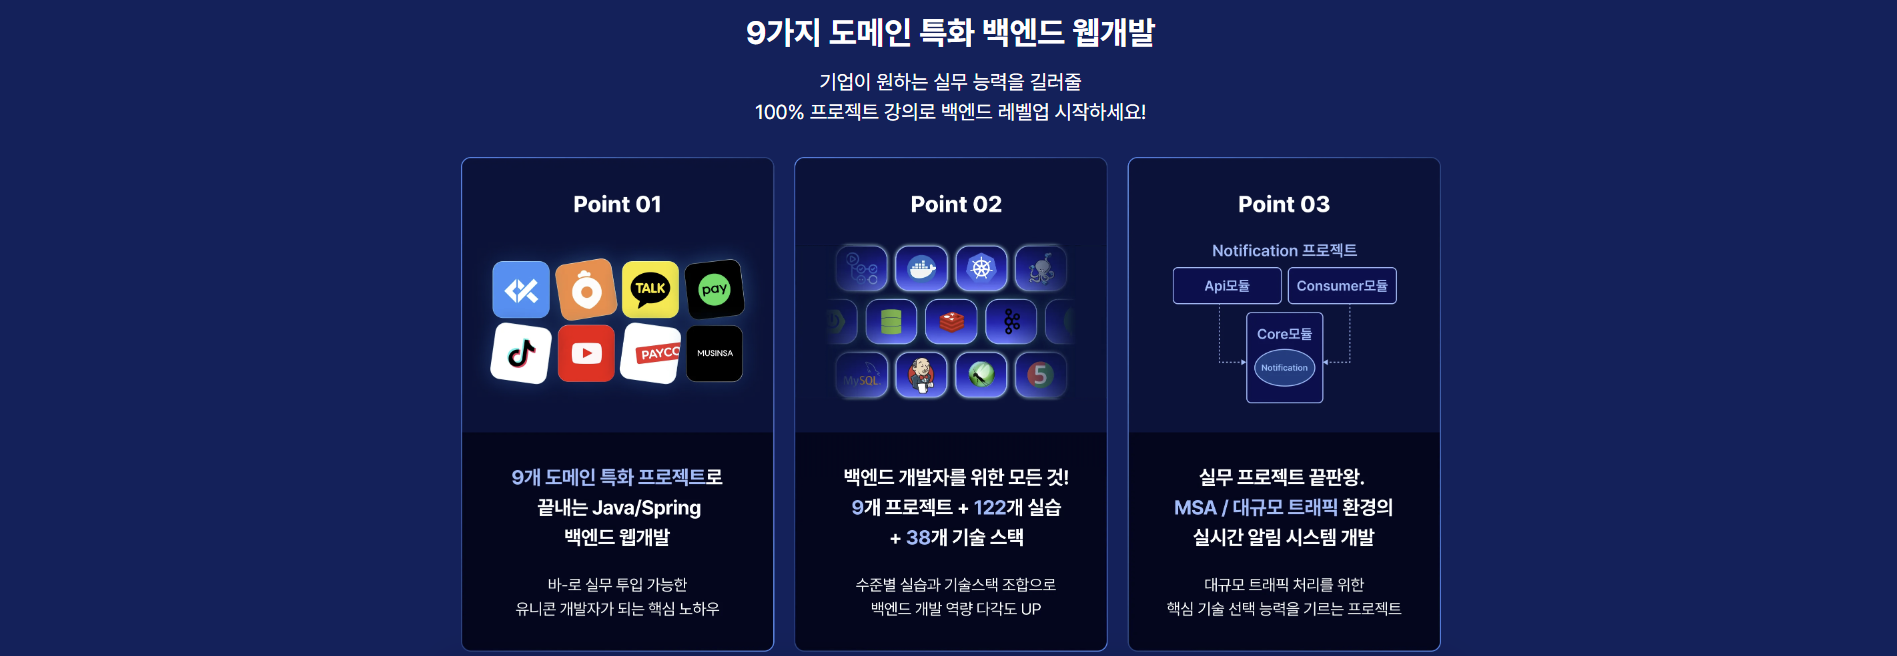 9가지 도메인 특화 백엔드 웹개발
기업이 원하는 실무 능력을 길러줄
100% 프로젝트 강의로 백엔드 레벨업 시작하세요!
Point 01
TALK
pay
PAYCO
MUSINSA
9개 도메인 특화 프로젝트로
끝내는 Java/Spring
백엔드 웹개발
바-로 실무 투입 가능한
유니콘 개발자가 되는 핵심 노하우
Point 02
MySQL
5
백엔드 개발자를 위한 모든 것!
9개 프로젝트 + 122개 실습
+ 38개 기술 스택
수준별 실습과 기술스택 조합으로
백엔드 개발 역량 다각도 UP
Point 03
Notification 프로젝트
Api모듈
Consumer모듈
Core모듈
Notification
실무 프로젝트 끝판왕.
MSA / 대규모 트래픽 환경의
실시간 알림 시스템 개발
대규모 트래픽 처리를 위한
핵심 기술 선택 능력을 기르는 프로젝트